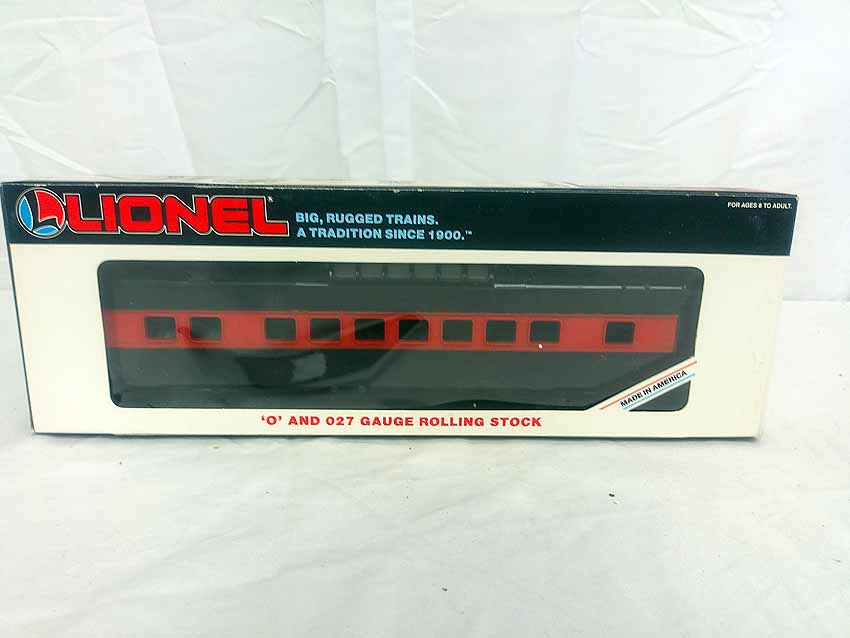 LIONEL®
BIG, RUGGED TRAINS.
A TRADITION SINCE 1900.™
FOR AGES 8 TO ADULT.
MADE IN AMERICA
'O' AND 027 GAUGE ROLLING STOCK